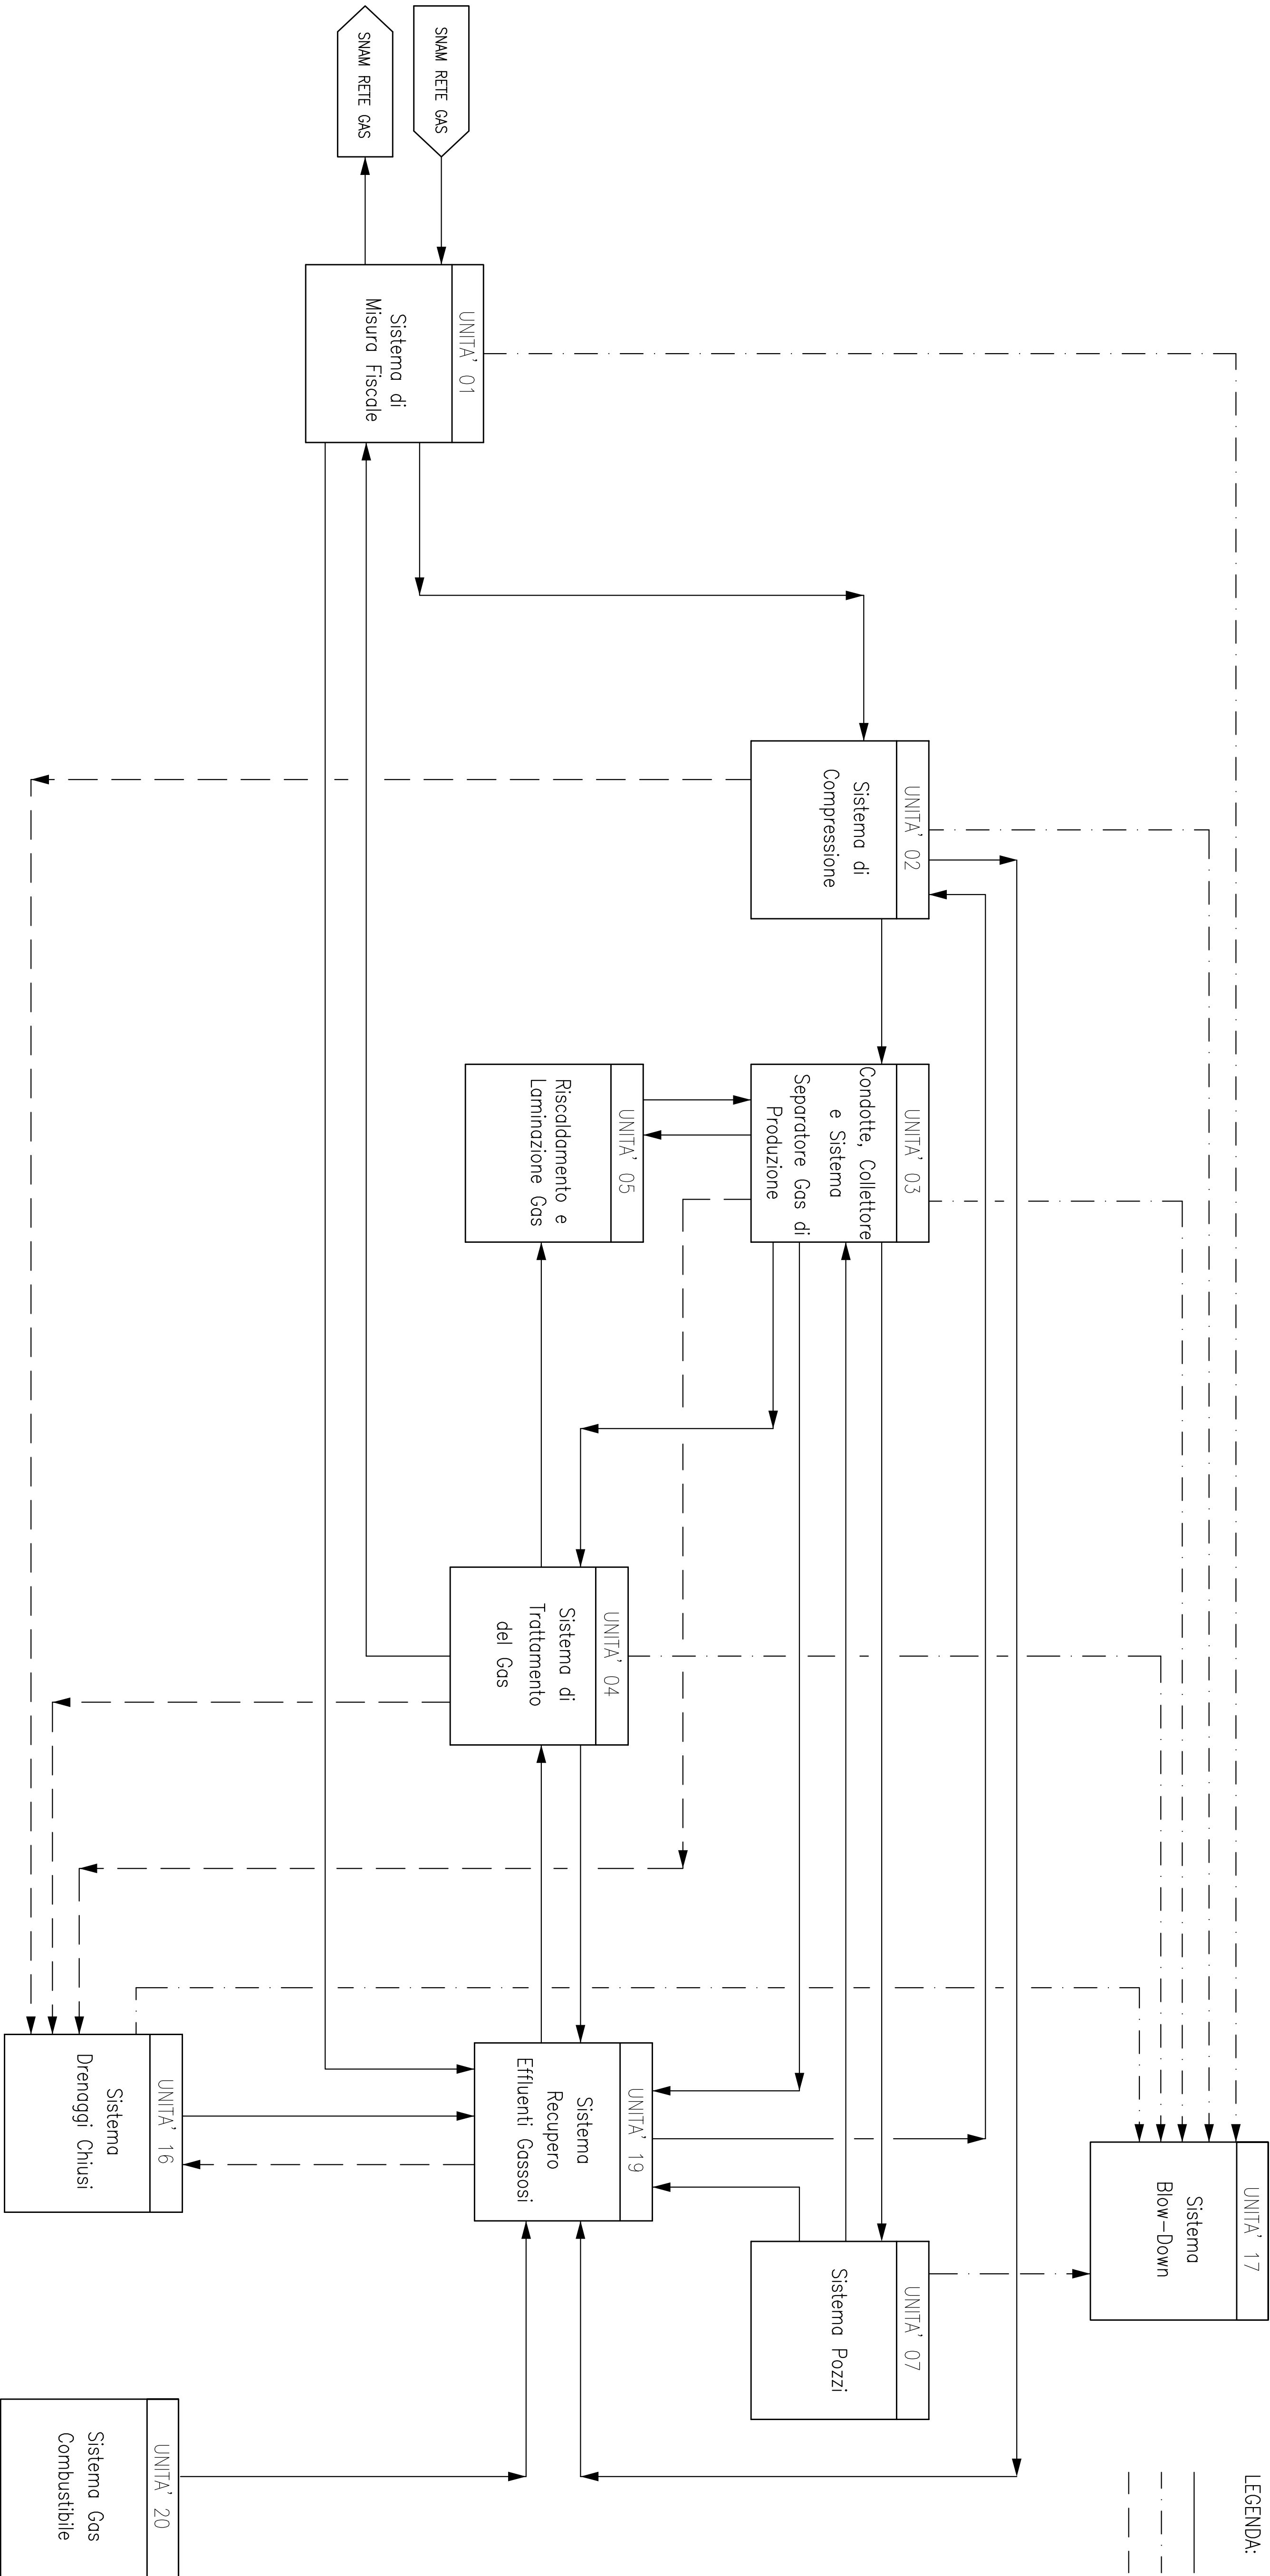 SNAM RETE GAS
SNAM RETE GAS
UNITA' 01
Sistema di
Misura Fiscale
UNITA' 02
Sistema di
Compressione
UNITA' 03
Condotte, Collettore
e Sistema
Separatore Gas di
Produzione
UNITA' 05
Riscaldamento e
Laminazione Gas
UNITA' 04
Sistema di
Trattamento
del Gas
UNITA' 17
Sistema
Blow-Down
UNITA' 07
Sistema Pozzi
UNITA' 19
Sistema
Recupero
Effluenti Gassosi
UNITA' 16
Sistema
Drenaggi Chiusi
UNITA' 20
Sistema Gas
Combustibile
LEGENDA: